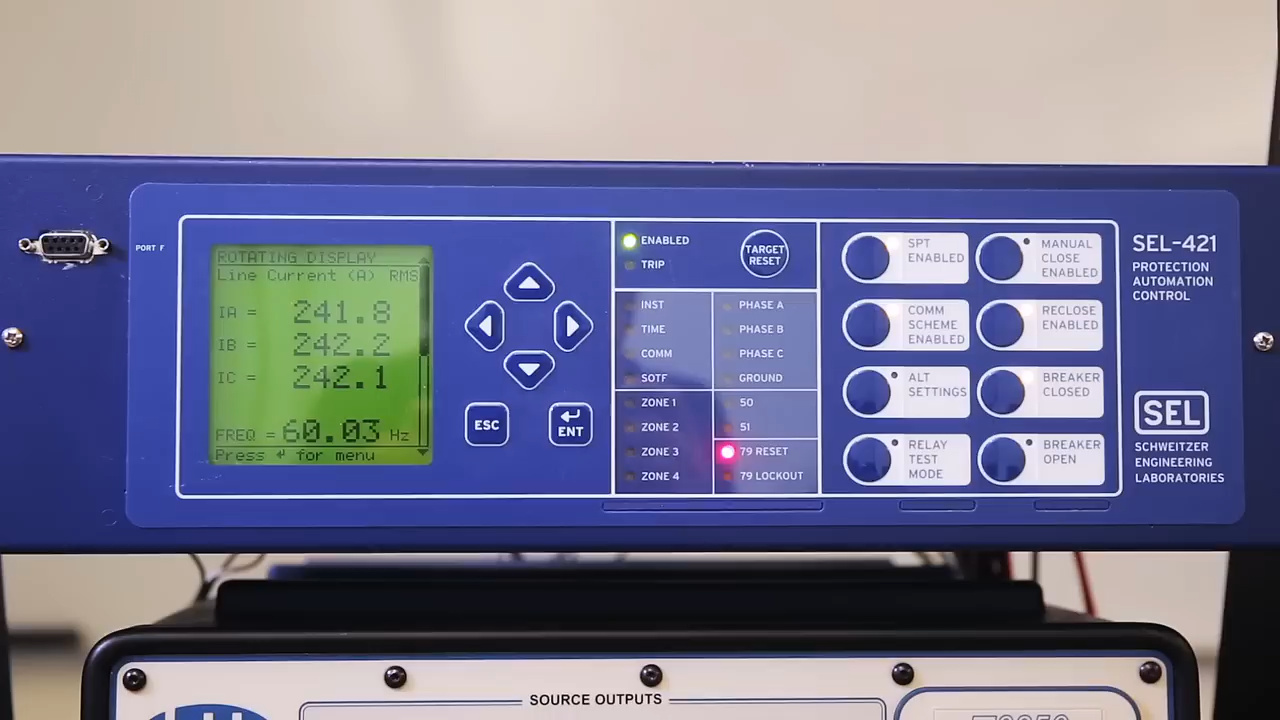 PORT F
ROTATING DISPLAY
Line Current (A) RMS
IA = 241.8
IB = 242.2
IC = 242.1
FREQ = 60.03 Hz
Press ↵ for menu
ESC
↵ ENT
ENABLED
TRIP
TARGET
RESET
INST
TIME
COMM
SOTF
ZONE 1
ZONE 2
ZONE 3
ZONE 4
PHASE A
PHASE B
PHASE C
GROUND
50
51
79 RESET
79 LOCKOUT
SPT
ENABLED
COMM
SCHEME
ENABLED
ALT
SETTINGS
RELAY
TEST
MODE
MANUAL
CLOSE
ENABLED
RECLOSE
ENABLED
BREAKER
CLOSED
BREAKER
OPEN
SEL-421
PROTECTION
AUTOMATION
CONTROL
SEL
SCHWEITZER
ENGINEERING
LABORATORIES
SOURCE OUTPUTS